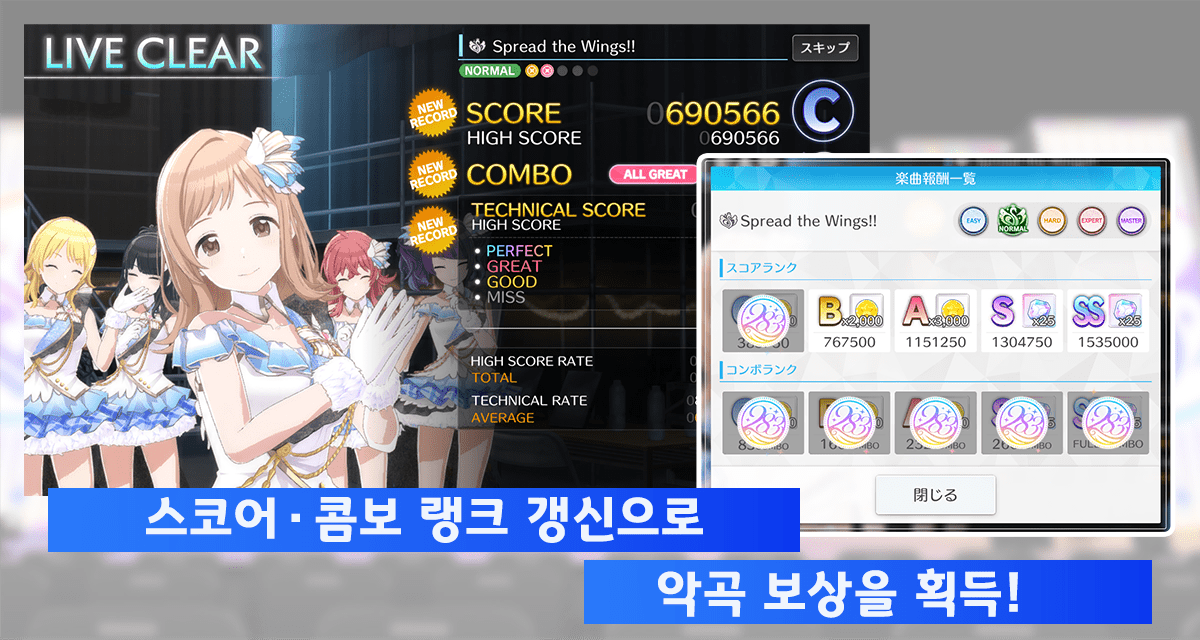 LIVE CLEAR
Spread the Wings!!
スキップ
NORMAL
NEW RECORD
SCORE
0690566
C
HIGH SCORE
0690566
NEW RECORD
COMBO
ALL GREAT
NEW RECORD
TECHNICAL SCORE
HIGH SCORE
• PERFECT
• GREAT
• GOOD
• MISS
HIGH SCORE RATE
TOTAL
TECHNICAL RATE
AVERAGE
楽曲報酬一覧
Spread the Wings!!
EASY NORMAL HARD EXPERT MASTER
スコアランク
B x2,000 A x3,000 S x25 SS x25
767500 1151250 1304750 1535000
コンボランク
閉じる
스코어·콤보 랭크 갱신으로
악곡 보상을 획득!